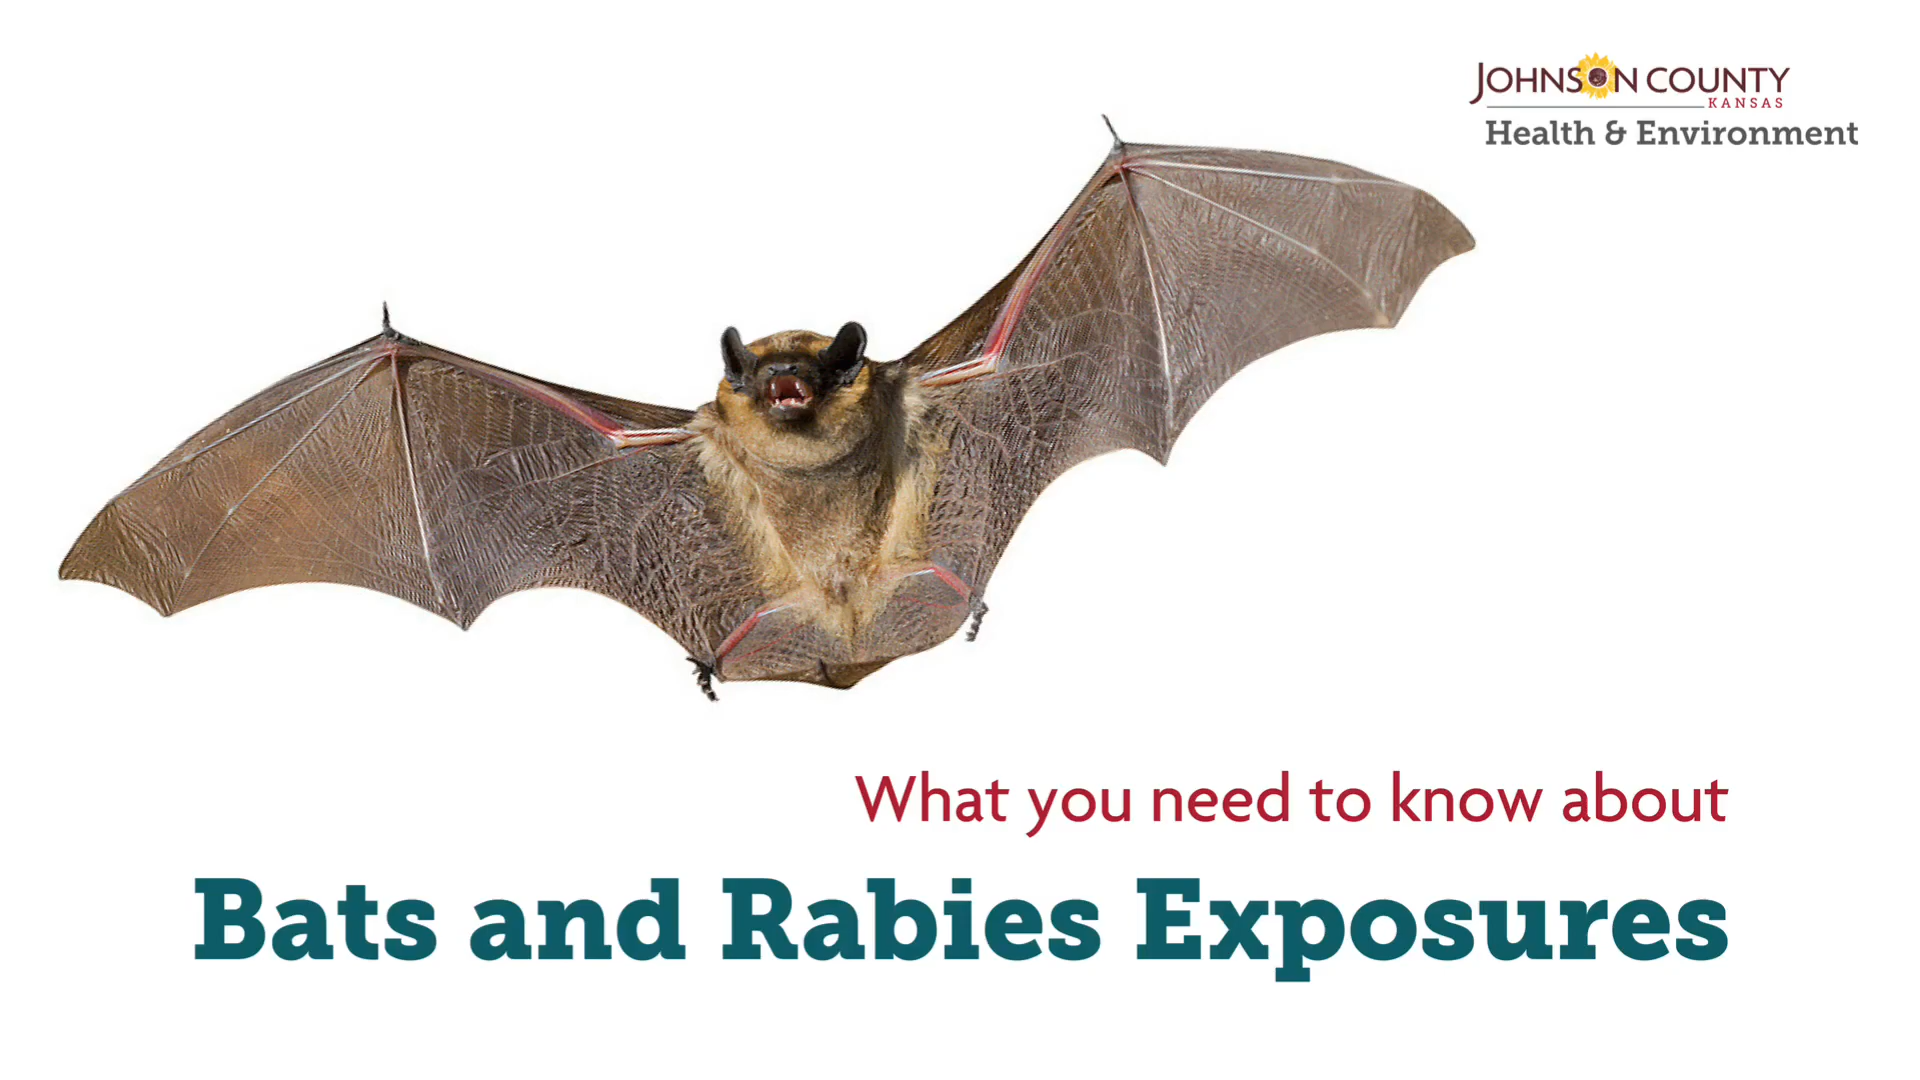 JOHNSON COUNTY
KANSAS
Health & Environment
What you need to know about
Bats and Rabies Exposures